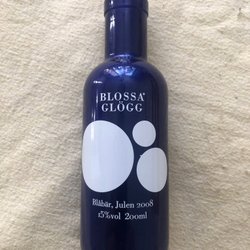 BLOSSA®
GLÖGG
Blåbär, Julen 2008
15%vol 200ml